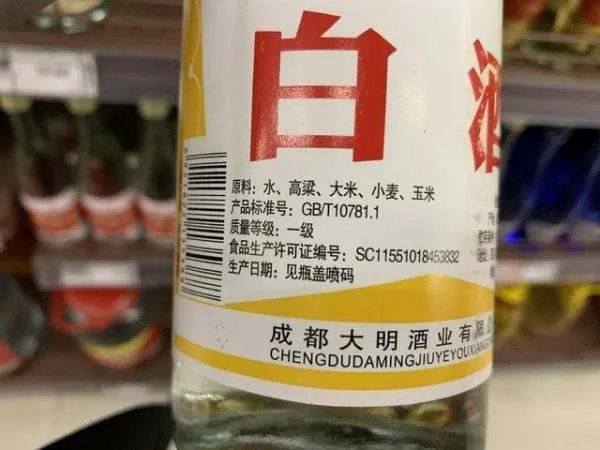 白酒
原料：水、高粱、大米、小麦、玉米
产品标准号：GB/T10781.1
质量等级：一级
食品生产许可证编号：SC11551018453832
生产日期：见瓶盖喷码
成都大明酒业有限
CHENGDUDAMINGJIUYEYOUXIANG